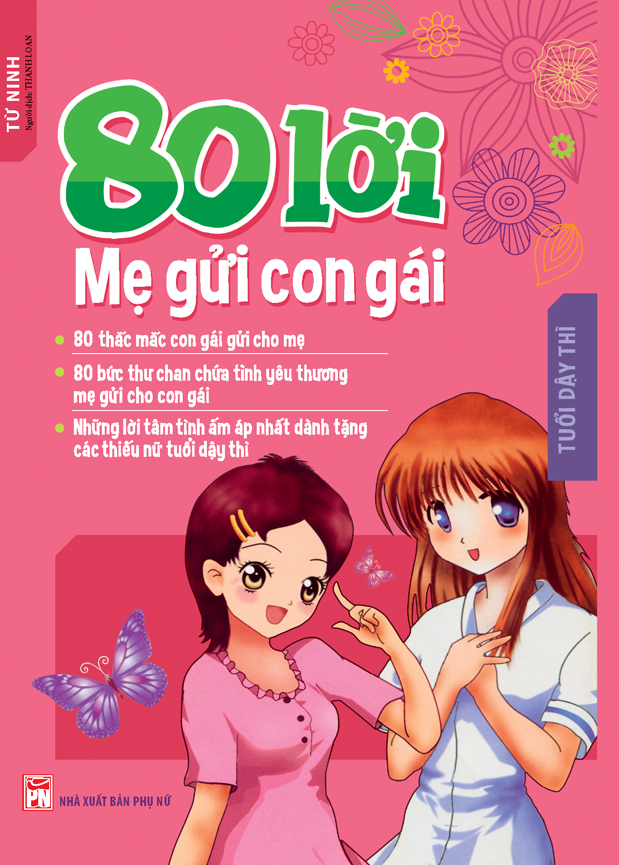 TỪ NINH
Người dịch: THANH LOAN
80 lời
Mẹ gửi con gái
80 thắc mắc con gái gửi cho mẹ
80 bức thư chan chứa tình yêu thương
mẹ gửi cho con gái
Những lời tâm tình ấm áp nhất dành tặng
các thiếu nữ tuổi dậy thì
TUỔI DẬY THÌ
PN
NHÀ XUẤT BẢN PHỤ NỮ